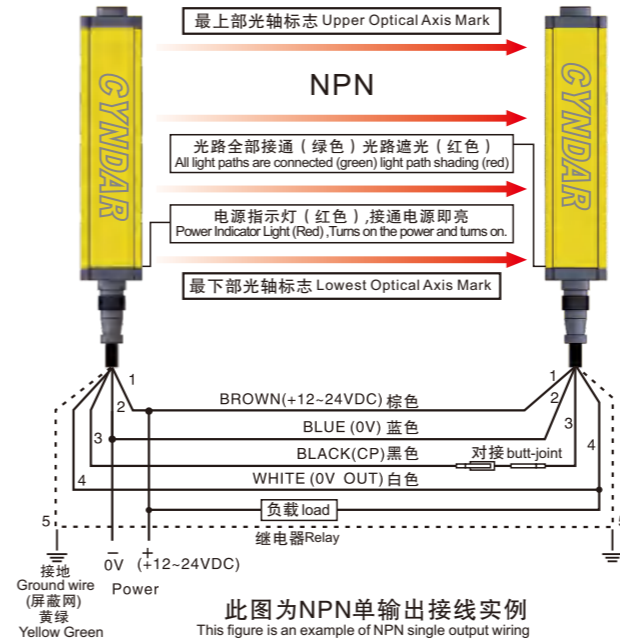 最上部光轴标志 Upper Optical Axis Mark
CYNDAR
CYNDAR
NPN
光路全部接通（绿色）光路遮光（红色）
All light paths are connected (green) light path shading (red)
电源指示灯（红色）,接通电源即亮
Power Indicator Light (Red) ,Turns on the power and turns on.
最下部光轴标志 Lowest Optical Axis Mark
1
1
2
BROWN(+12~24VDC) 棕色
2
BLUE (0V) 蓝色
3
3
4
BLACK(CP)黑色
对接 butt-joint
4
WHITE (0V OUT)白色
负载 load
5
5
继电器Relay
接地
Ground wire
(屏蔽网)
黄绿
Yellow Green
−
+
0V
(+12~24VDC)
Power
此图为NPN单输出接线实例
This figure is an example of NPN single output wiring